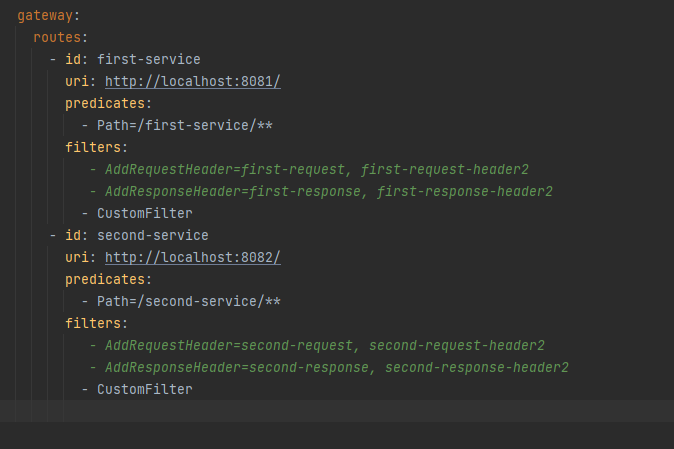 gateway:
routes:
- id: first-service
uri: http://localhost:8081/
predicates:
- Path=/first-service/**
filters:
- AddRequestHeader=first-request, first-request-header2
- AddResponseHeader=first-response, first-response-header2
- CustomFilter
- id: second-service
uri: http://localhost:8082/
predicates:
- Path=/second-service/**
filters:
- AddRequestHeader=second-request, second-request-header2
- AddResponseHeader=second-response, second-response-header2
- CustomFilter